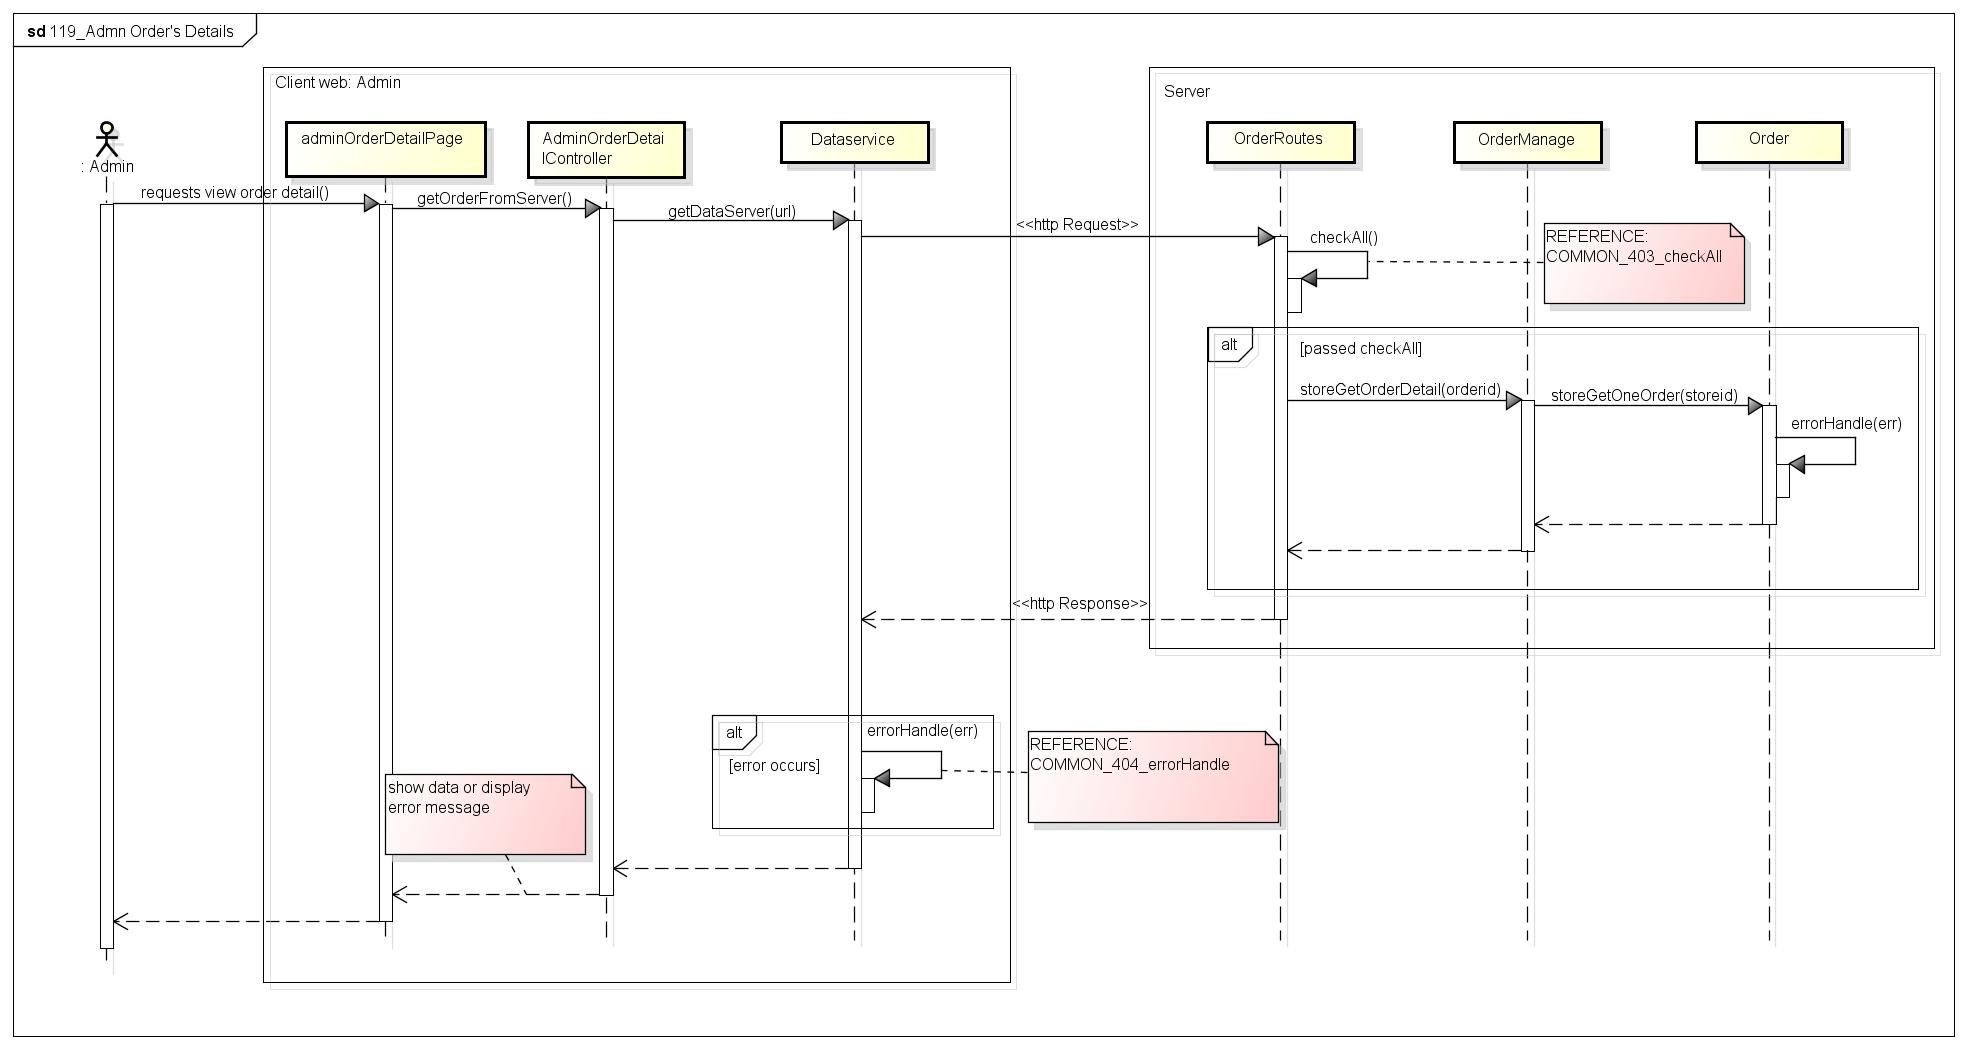 sd 119_Admn Order's Details
Client web: Admin
Server
: Admin
adminOrderDetailPage
AdminOrderDetai
lController
Dataservice
OrderRoutes
OrderManage
Order
requests view order detail()
getOrderFromServer()
getDataServer(url)
<<http Request>>
checkAll()
REFERENCE:
COMMON_403_checkAll
alt
[passed checkAll]
storeGetOrderDetail(orderid)
storeGetOneOrder(storeid)
errorHandle(err)
<<http Response>>
alt
errorHandle(err)
[error occurs]
REFERENCE:
COMMON_404_errorHandle
show data or display
error message